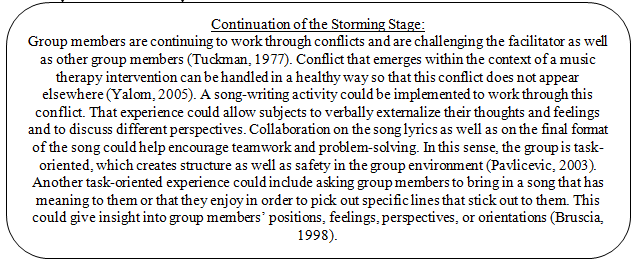 Continuation of the Storming Stage:
Group members are continuing to work through conflicts and are challenging the facilitator as well
as other group members (Tuckman, 1977). Conflict that emerges within the context of a music
therapy intervention can be handled in a healthy way so that this conflict does not appear
elsewhere (Yalom, 2005). A song-writing activity could be implemented to work through this
conflict. That experience could allow subjects to verbally externalize their thoughts and feelings
and to discuss different perspectives. Collaboration on the song lyrics as well as on the final format
of the song could help encourage teamwork and problem-solving. In this sense, the group is task-
oriented, which creates structure as well as safety in the group environment (Pavlicevic, 2003).
Another task-oriented experience could include asking group members to bring in a song that has
meaning to them or that they enjoy in order to pick out specific lines that stick out to them. This
could give insight into group members' positions, feelings, perspectives, or orientations (Bruscia,
1998).